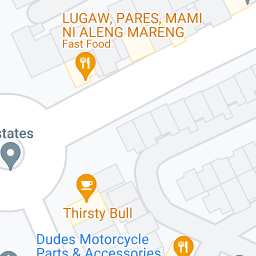 LUGAW, PARES, MAMI
NI ALENG MARENG
Fast Food
states
Thirsty Bull
Dudes Motorcycle
Parts & Accessories